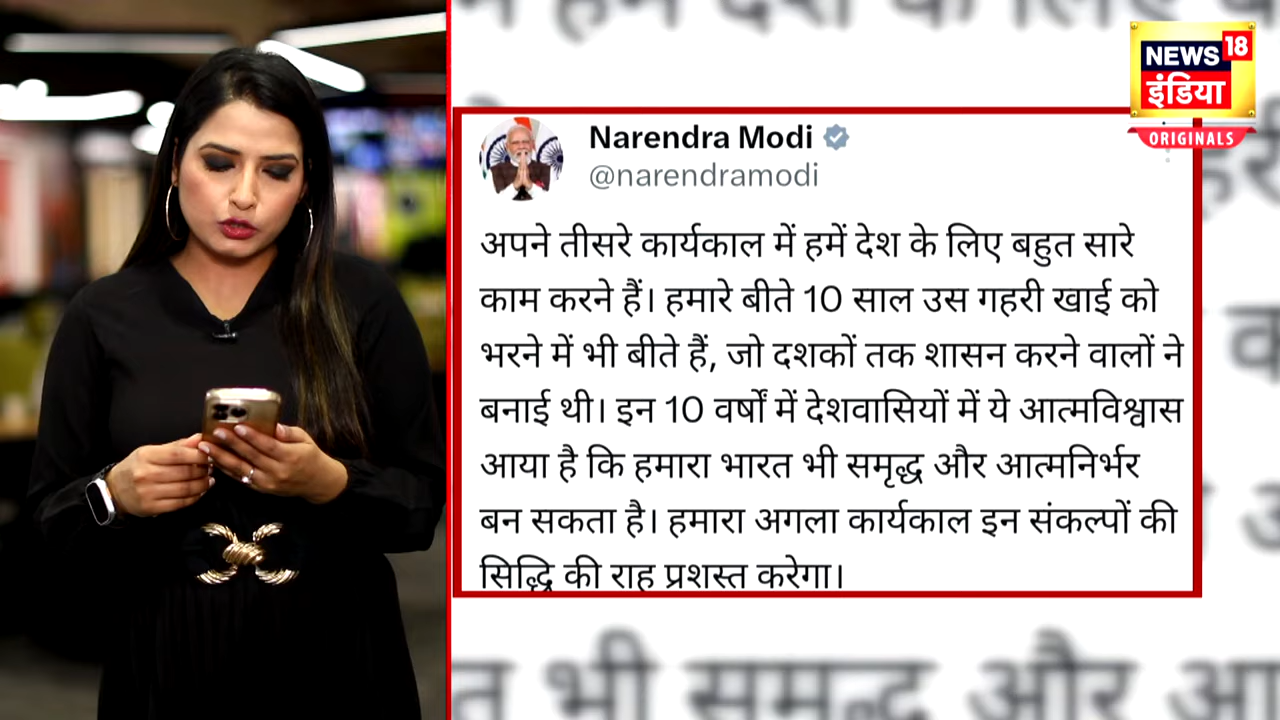 NEWS 18
इंडिया
ORIGINALS
Narendra Modi
@narendramodi
अपने तीसरे कार्यकाल में हमें देश के लिए बहुत सारे
काम करने हैं। हमारे बीते 10 साल उस गहरी खाई को
भरने में भी बीते हैं, जो दशकों तक शासन करने वालों ने
बनाई थी। इन 10 वर्षों में देशवासियों में ये आत्मविश्वास
आया है कि हमारा भारत भी समृद्ध और आत्मनिर्भर
बन सकता है। हमारा अगला कार्यकाल इन संकल्पों की
सिद्धि की राह प्रशस्त करेगा।